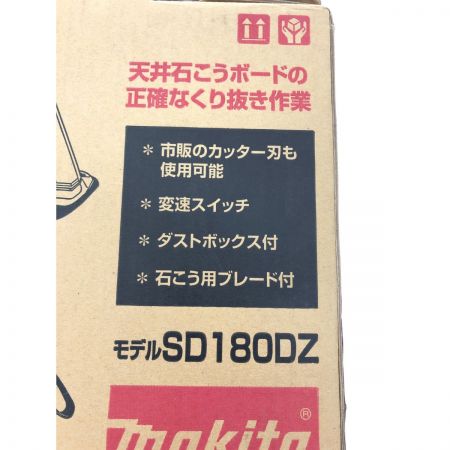 天井石こうボードの
正確なくり抜き作業
* 市販のカッター刃も
使用可能
* 変速スイッチ
* ダストボックス付
* 石こう用ブレード付
モデルSD180DZ
makita ®